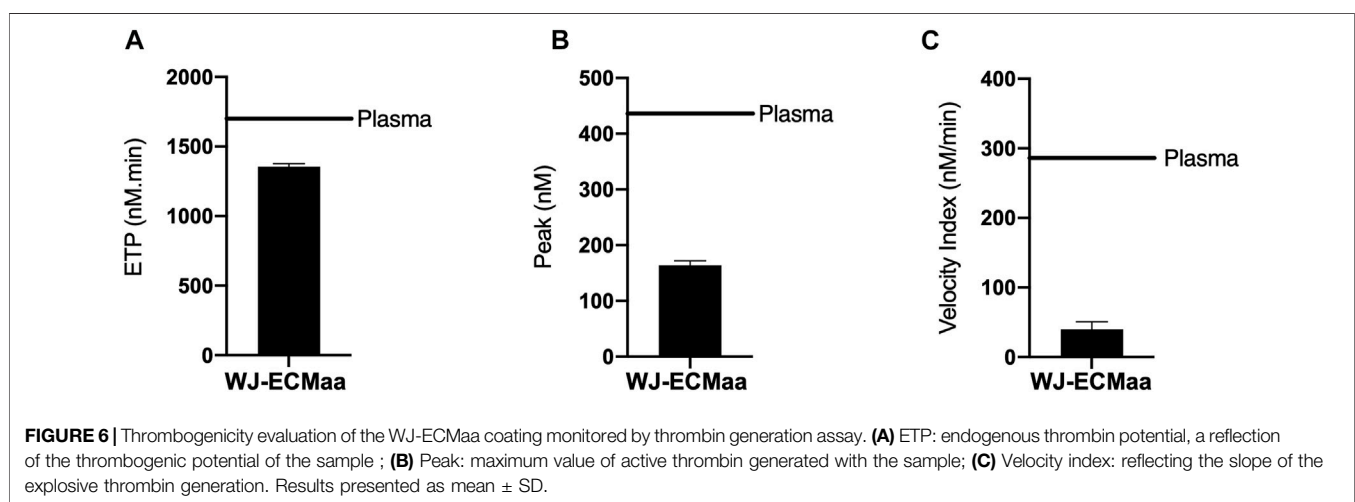 A
B
C
2000
1500
1000
500
0
ETP (nM.min)
Plasma
WJ-ECMaa
500
400
300
200
100
0
Peak (nM)
Plasma
WJ-ECMaa
400
300
200
100
0
Velocity Index (nM/min)
Plasma
WJ-ECMaa
FIGURE 6 | Thrombogenicity evaluation of the WJ-ECMaa coating monitored by thrombin generation assay. (A) ETP: endogenous thrombin potential, a reflection
of the thrombogenic potential of the sample ; (B) Peak: maximum value of active thrombin generated with the sample; (C) Velocity index: reflecting the slope of the
explosive thrombin generation. Results presented as mean ± SD.